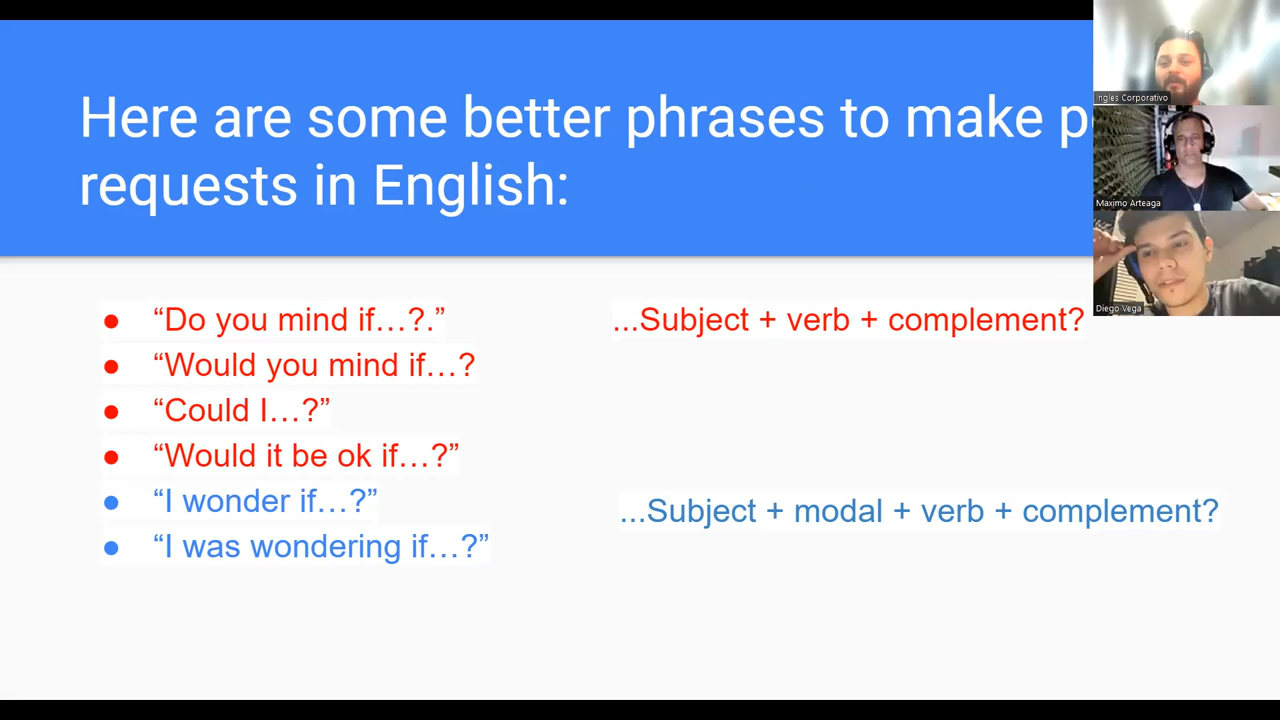 Here are some better phrases to make
requests in English:
● “Do you mind if…?.”
...Subject + verb + complement?
● “Would you mind if…?
● “Could I…?”
● “Would it be ok if…?”
● “I wonder if…?”
...Subject + modal + verb + complement?
● “I was wondering if…?”
Ingles Corporativo
Maximo Arteaga
Diego Vega